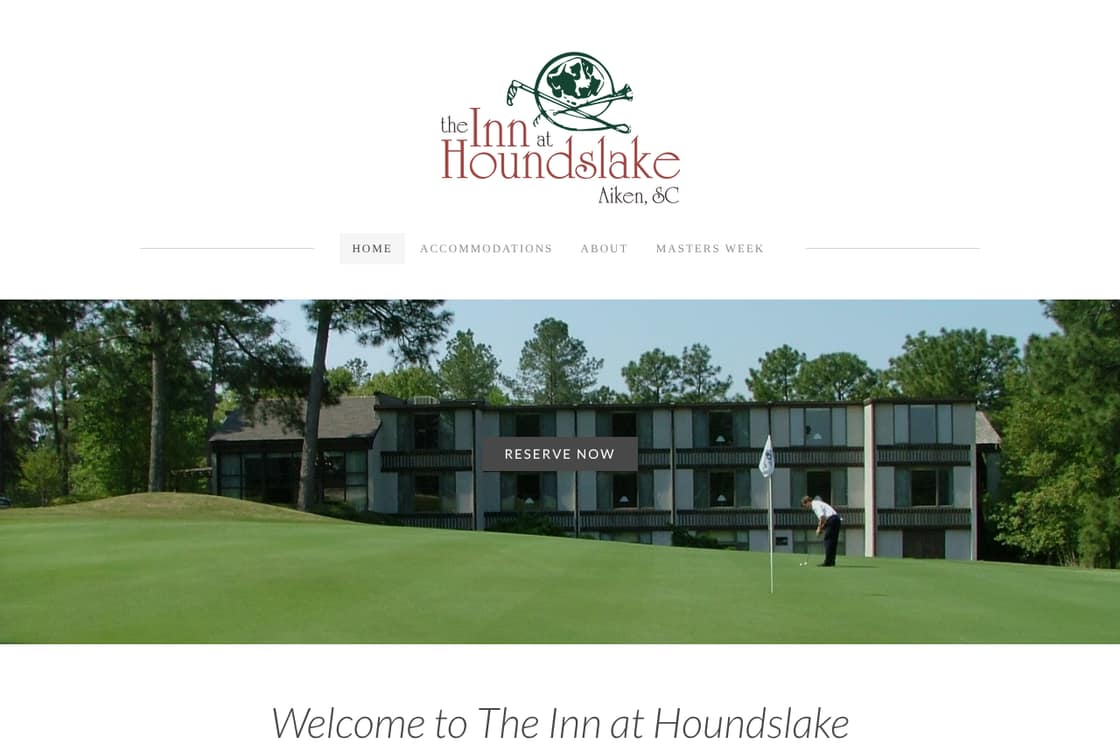 the Inn at
Houndslake
Aiken, SC
HOME ACCOMMODATIONS ABOUT MASTERS WEEK
RESERVE NOW
Welcome to The Inn at Houndslake